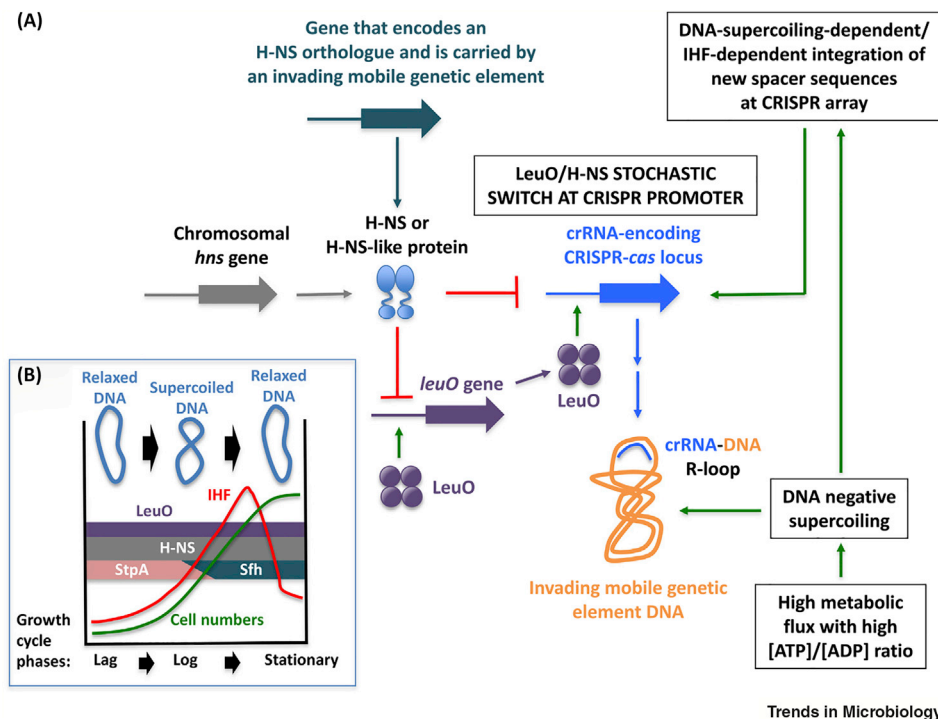 (A)
Gene that encodes an
H-NS orthologue and is carried by
an invading mobile genetic element
DNA-supercoiling-dependent/
IHF-dependent integration of
new spacer sequences
at CRISPR array
LeuO/H-NS STOCHASTIC
SWITCH AT CRISPR PROMOTER
H-NS or
H-NS-like protein
Chromosomal
hns gene
crRNA-encoding
CRISPR-cas locus
leuO gene
LeuO
LeuO
crRNA-DNA
R-loop
Invading mobile genetic
element DNA
DNA negative
supercoiling
High metabolic
flux with high
[ATP]/[ADP] ratio
(B)
Relaxed
DNA
Supercoiled
DNA
Relaxed
DNA
IHF
LeuO
H-NS
StpA
Sfh
Cell numbers
Growth
cycle
phases:
Lag
Log
Stationary
Trends in Microbiology